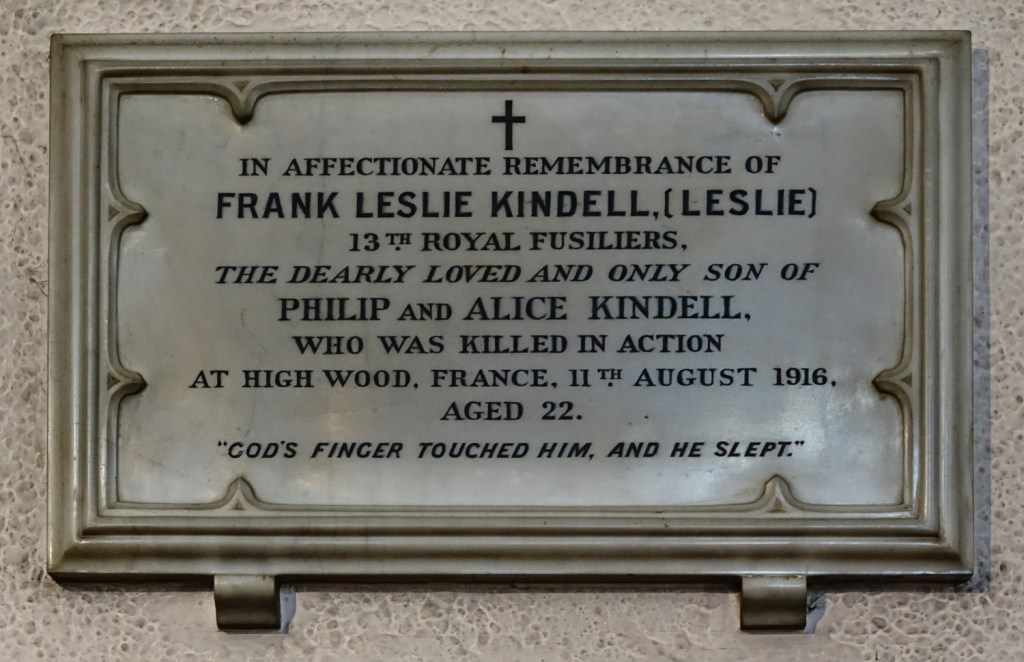 IN AFFECTIONATE REMEMBRANCE OF
FRANK LESLIE KINDELL, (LESLIE)
13TH ROYAL FUSILIERS,
THE DEARLY LOVED AND ONLY SON OF
PHILIP AND ALICE KINDELL,
WHO WAS KILLED IN ACTION
AT HIGH WOOD, FRANCE, 11TH AUGUST 1916,
AGED 22.
"GOD'S FINGER TOUCHED HIM, AND HE SLEPT."